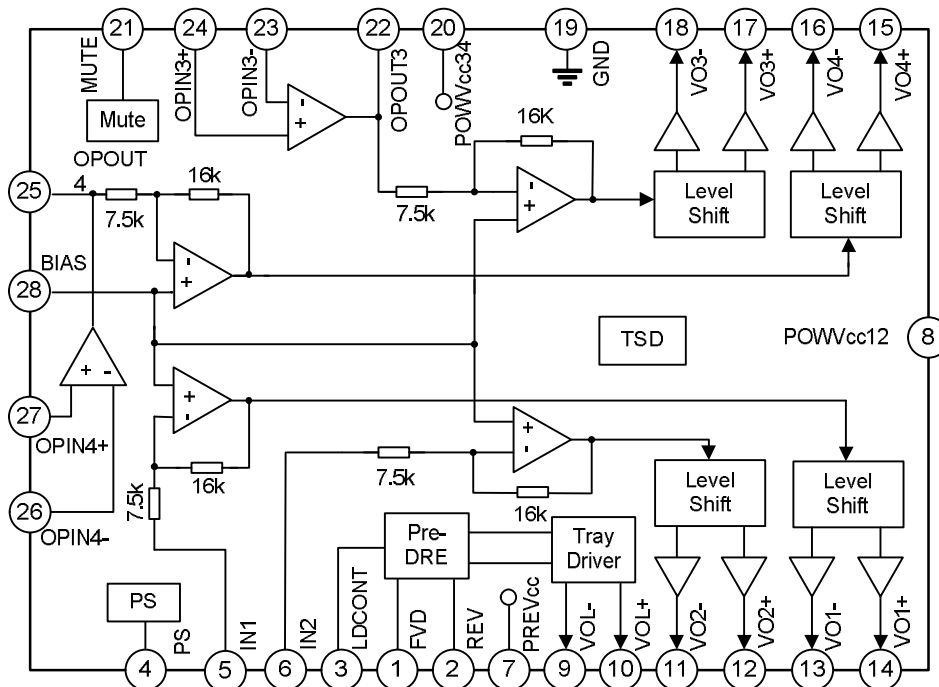 21
24
23
22
20
19
18
17
16
15
MUTE
OPIN3+
OPIN3-
OPOUT3
POWVcc34
GND
VO3-
VO3+
VO4-
VO4+
Mute
-
+
16K
OPOUT
4
25
7.5k
16k
7.5k
-
+
Level
Shift
Level
Shift
BIAS
-
+
28
TSD
POWVcc12
8
+
-
27
+
-
OPIN4+
16k
7.5k
+
-
7.5k
16k
Level
Shift
Level
Shift
26
OPIN4-
Pre-
DRE
Tray
Driver
PS
PS
IN1
IN2
LDCONT
FVD
REV
PREVcc
VOL-
VOL+
VO2-
VO2+
VO1-
VO1+
4
5
6
3
1
2
7
9
10
11
12
13
14